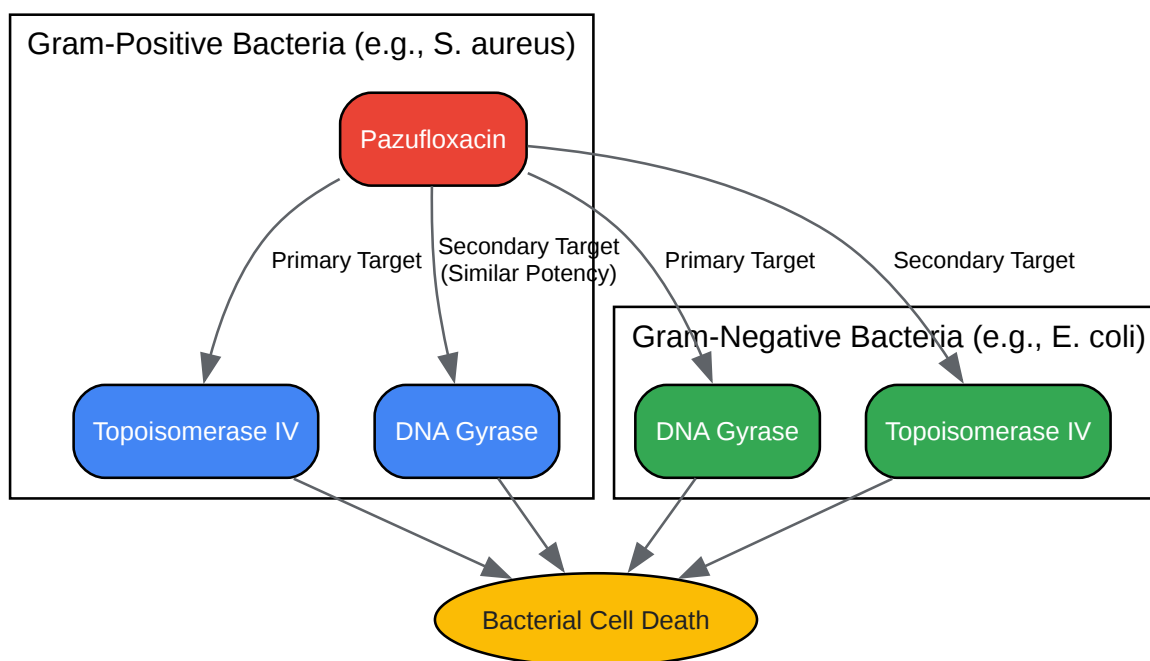 Gram-Positive Bacteria (e.g., S. aureus)
Pazufloxacin
Primary Target
Secondary Target
(Similar Potency)
Primary Target
Secondary Target
Gram-Negative Bacteria (e.g., E. coli)
Topoisomerase IV
DNA Gyrase
DNA Gyrase
Topoisomerase IV
Bacterial Cell Death